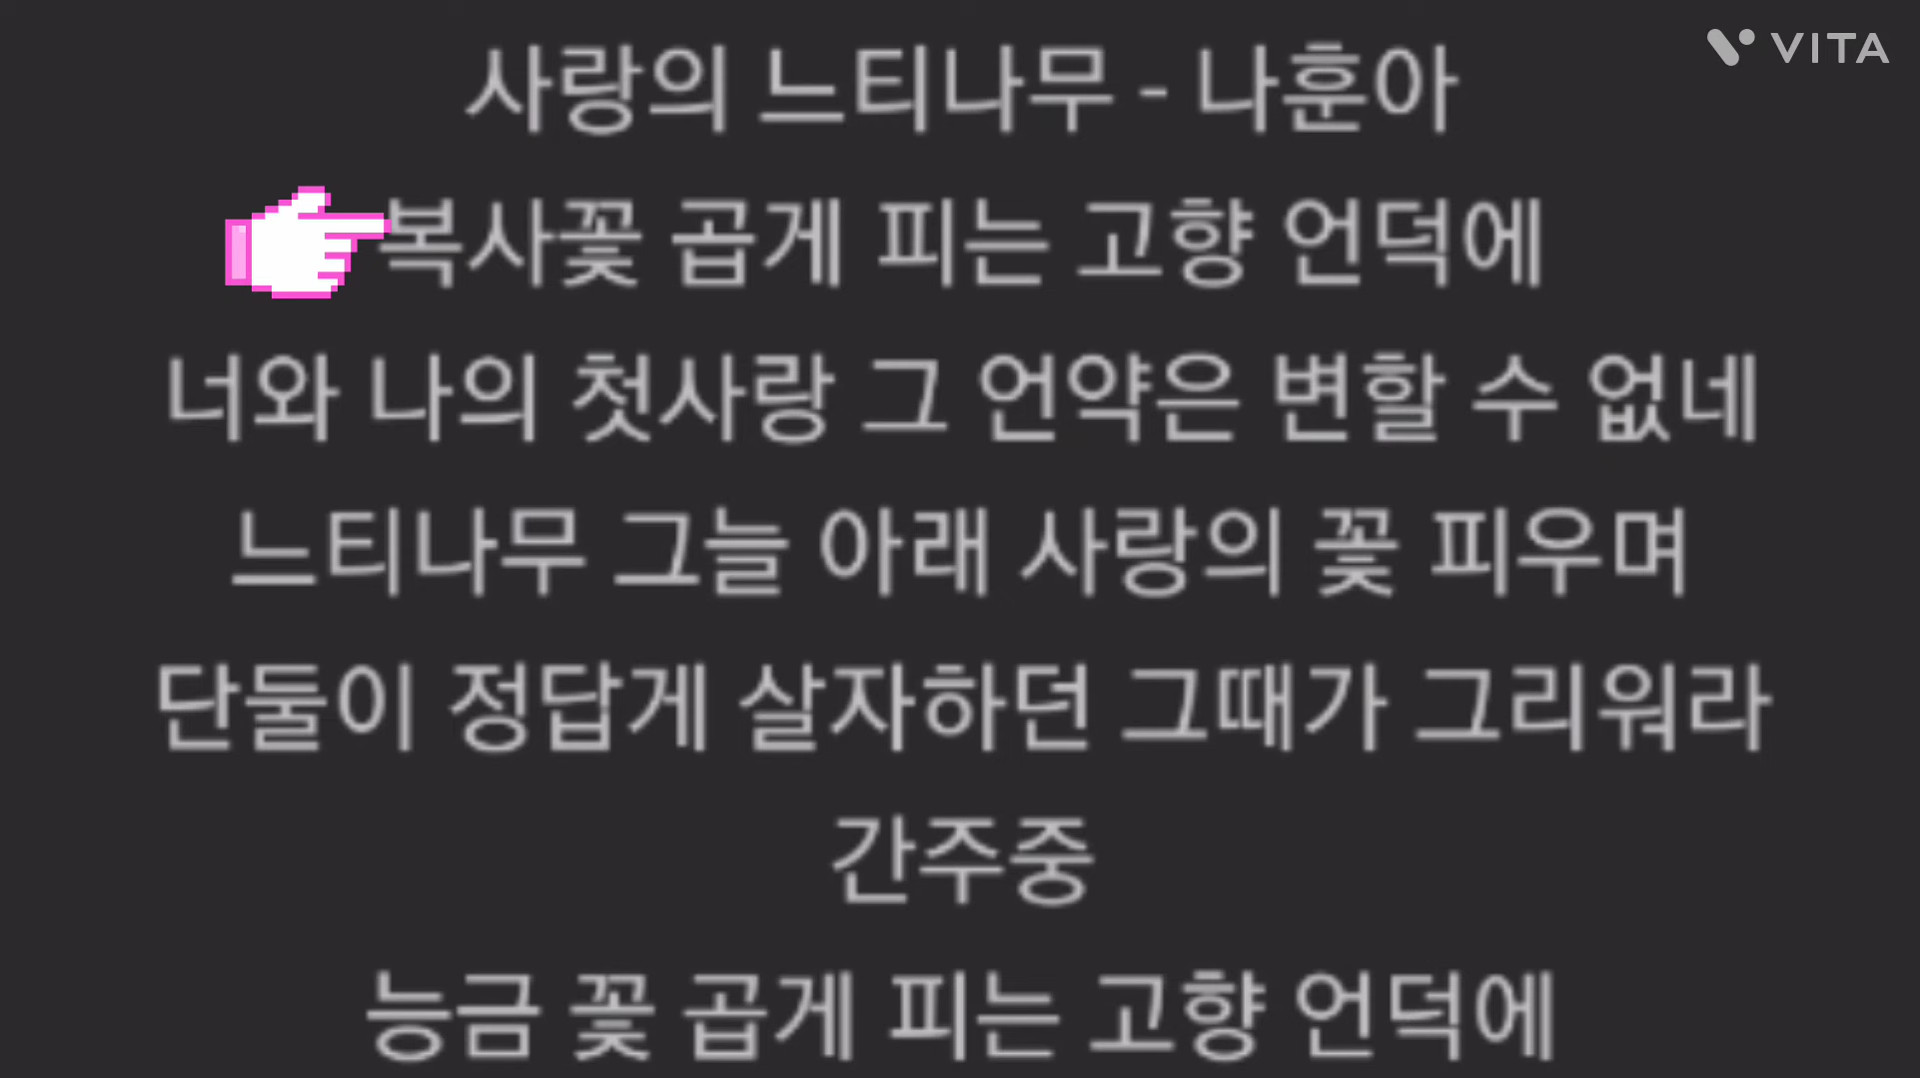 VITA
사랑의 느티나무 - 나훈아
복사꽃 곱게 피는 고향 언덕에
너와 나의 첫사랑 그 언약은 변할 수 없네
느티나무 그늘 아래 사랑의 꽃 피우며
단둘이 정답게 살자하던 그때가 그리워라
간주중
능금 꽃 곱게 피는 고향 언덕에